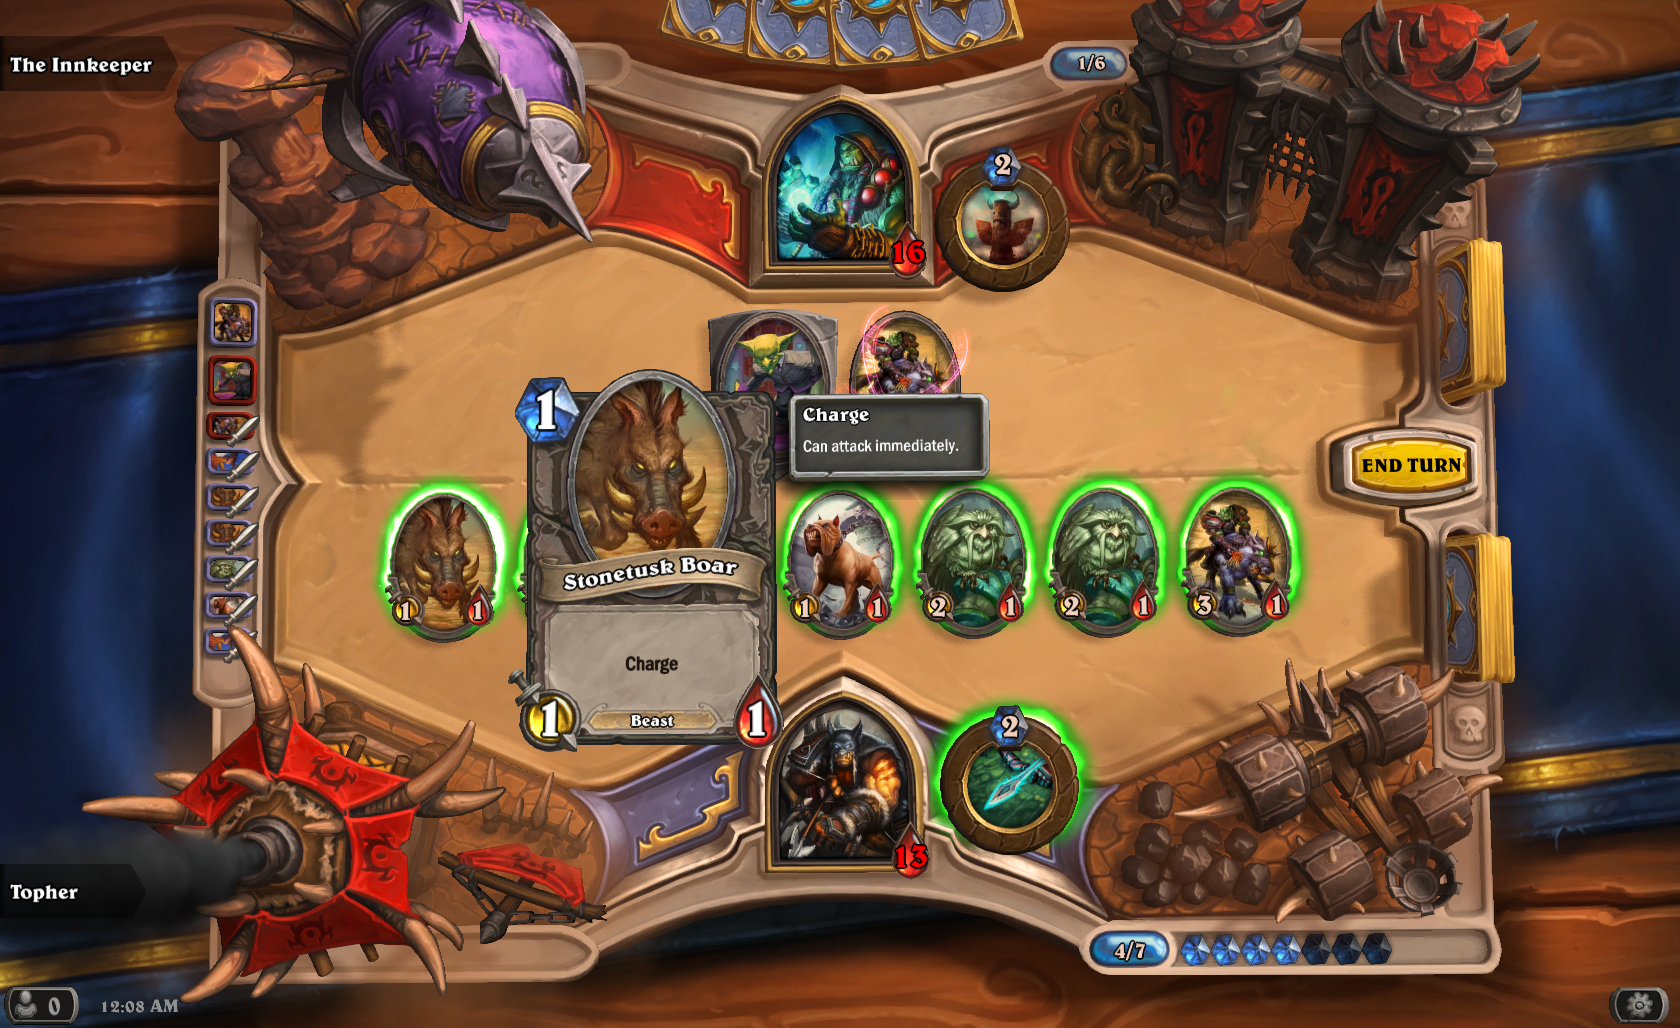 The Innkeeper
1/6
2
16
1
Charge
Can attack immediately.
END TURN
Stonetusk Boar
Charge
Beast
1
1
1
1
1
1
2
1
2
1
3
1
2
13
Topher
4/7
0
12:08 AM